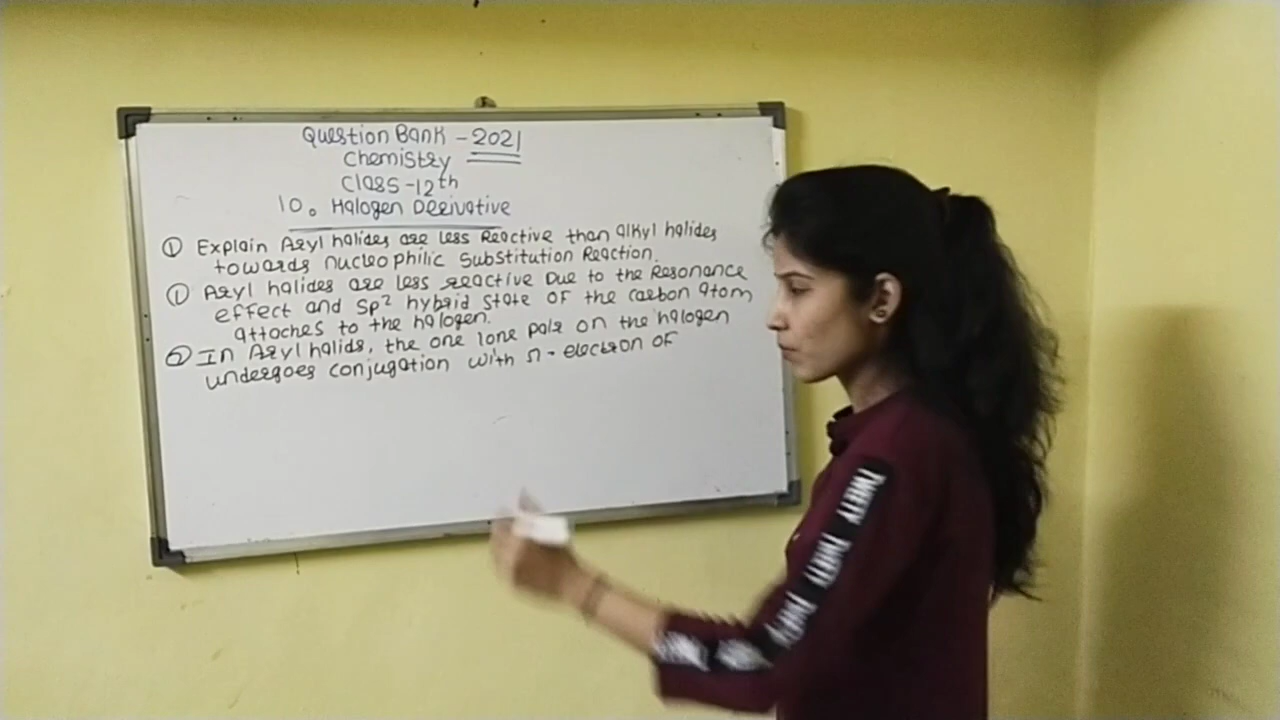 Question Bank - 2021
Chemistry
Class - 12th
10. Halogen Derivative
① Explain Aryl halides are less Reactive than alkyl halides
towards nucleophilic Substitution Reaction.
① Aryl halides are less reactive Due to the Resonance
effect and sp² hybrid state of the carbon atom
attaches to the halogen.
② In Aryl halids, the one lone pair on the halogen
undergoes conjugation with π - electron of